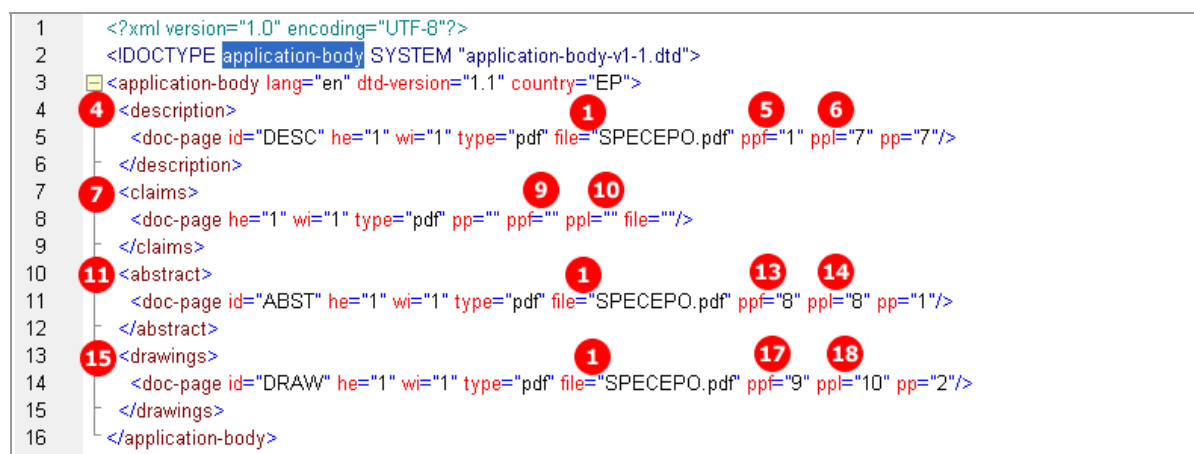 1 <?xml version="1.0" encoding="UTF-8"?>
2 <!DOCTYPE application-body SYSTEM "application-body-v1-1.dtd">
3 <application-body lang="en" dtd-version="1.1" country="EP">
4 4 <description> 1 5 6
5 <doc-page id="DESC" he="1" wi="1" type="pdf" file="SPECEPO.pdf" ppf="1" ppl="7" pp="7"/>
6 </description>
7 7 <claims> 9 10
8 <doc-page he="1" wi="1" type="pdf" pp="" ppf="" ppl="" file=""/>
9 </claims>
10 11 <abstract> 1 13 14
11 <doc-page id="ABST" he="1" wi="1" type="pdf" file="SPECEPO.pdf" ppf="8" ppl="8" pp="1"/>
12 </abstract>
13 15 <drawings> 1 17 18
14 <doc-page id="DRAW" he="1" wi="1" type="pdf" file="SPECEPO.pdf" ppf="9" ppl="10" pp="2"/>
15 </drawings>
16 </application-body>